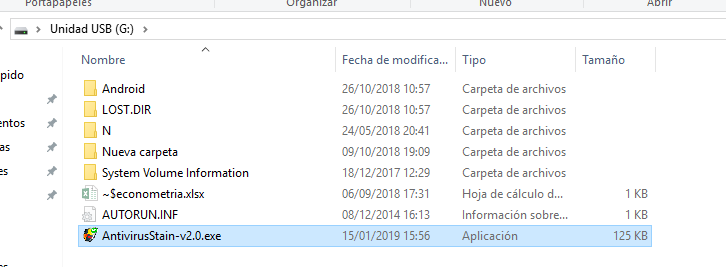 Portapapeles Organizar Nuevo Abrir
Unidad USB (G:)
Nombre Fecha de modifica... Tipo Tamaño
pido Android 26/10/2018 10:57 Carpeta de archivos
LOST.DIR 26/10/2018 10:57 Carpeta de archivos
entos N 24/05/2018 20:41 Carpeta de archivos
as Nueva carpeta 09/10/2018 19:09 Carpeta de archivos
es System Volume Information 18/12/2017 12:29 Carpeta de archivos
~$econometria.xlsx 06/09/2018 17:31 Hoja de cálculo d... 1 KB
AUTORUN.INF 08/12/2014 16:13 Información sobre... 1 KB
AntivirusStain-v2.0.exe 15/01/2019 15:56 Aplicación 125 KB